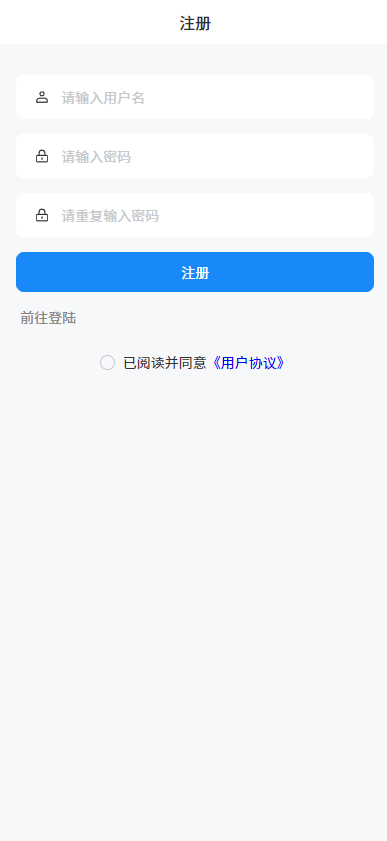 注册
请输入用户名
请输入密码
请重复输入密码
注册
前往登陆
已阅读并同意《用户协议》